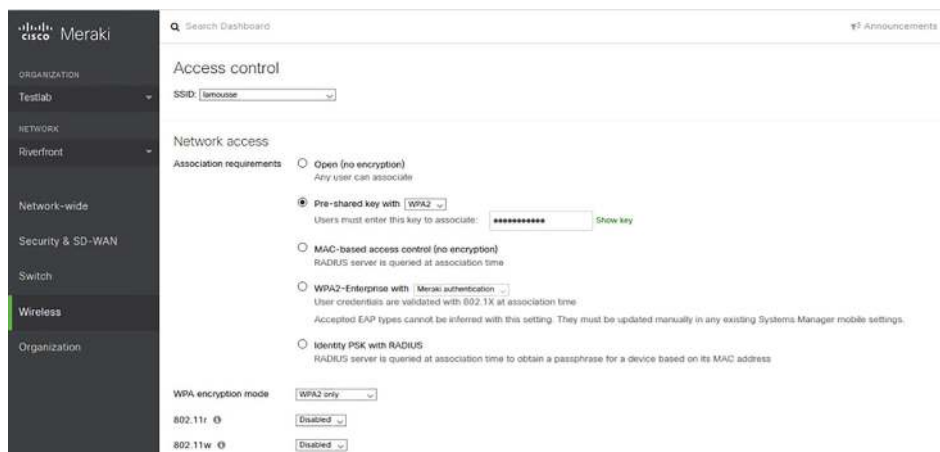 cisco Meraki
Search Dashboard
Announcements
ORGANIZATION
Testlab
NETWORK
Riverfront
Network-wide
Security & SD-WAN
Switch
Wireless
Organization
Access control
SSID: lamousse
Network access
Association requirements
Open (no encryption)
Any user can associate
Pre-shared key with WPA2
Users must enter this key to associate: ●●●●●●●●●●● Show key
MAC-based access control (no encryption)
RADIUS server is queried at association time
WPA2-Enterprise with Meraki authentication
User credentials are validated with 802.1X at association time
Accepted EAP types cannot be inferred with this setting. They must be updated manually in any existing Systems Manager mobile settings.
Identity PSK with RADIUS
RADIUS server is queried at association time to obtain a passphrase for a device based on its MAC address
WPA encryption mode WPA2 only
802.11r Disabled
802.11w Disabled